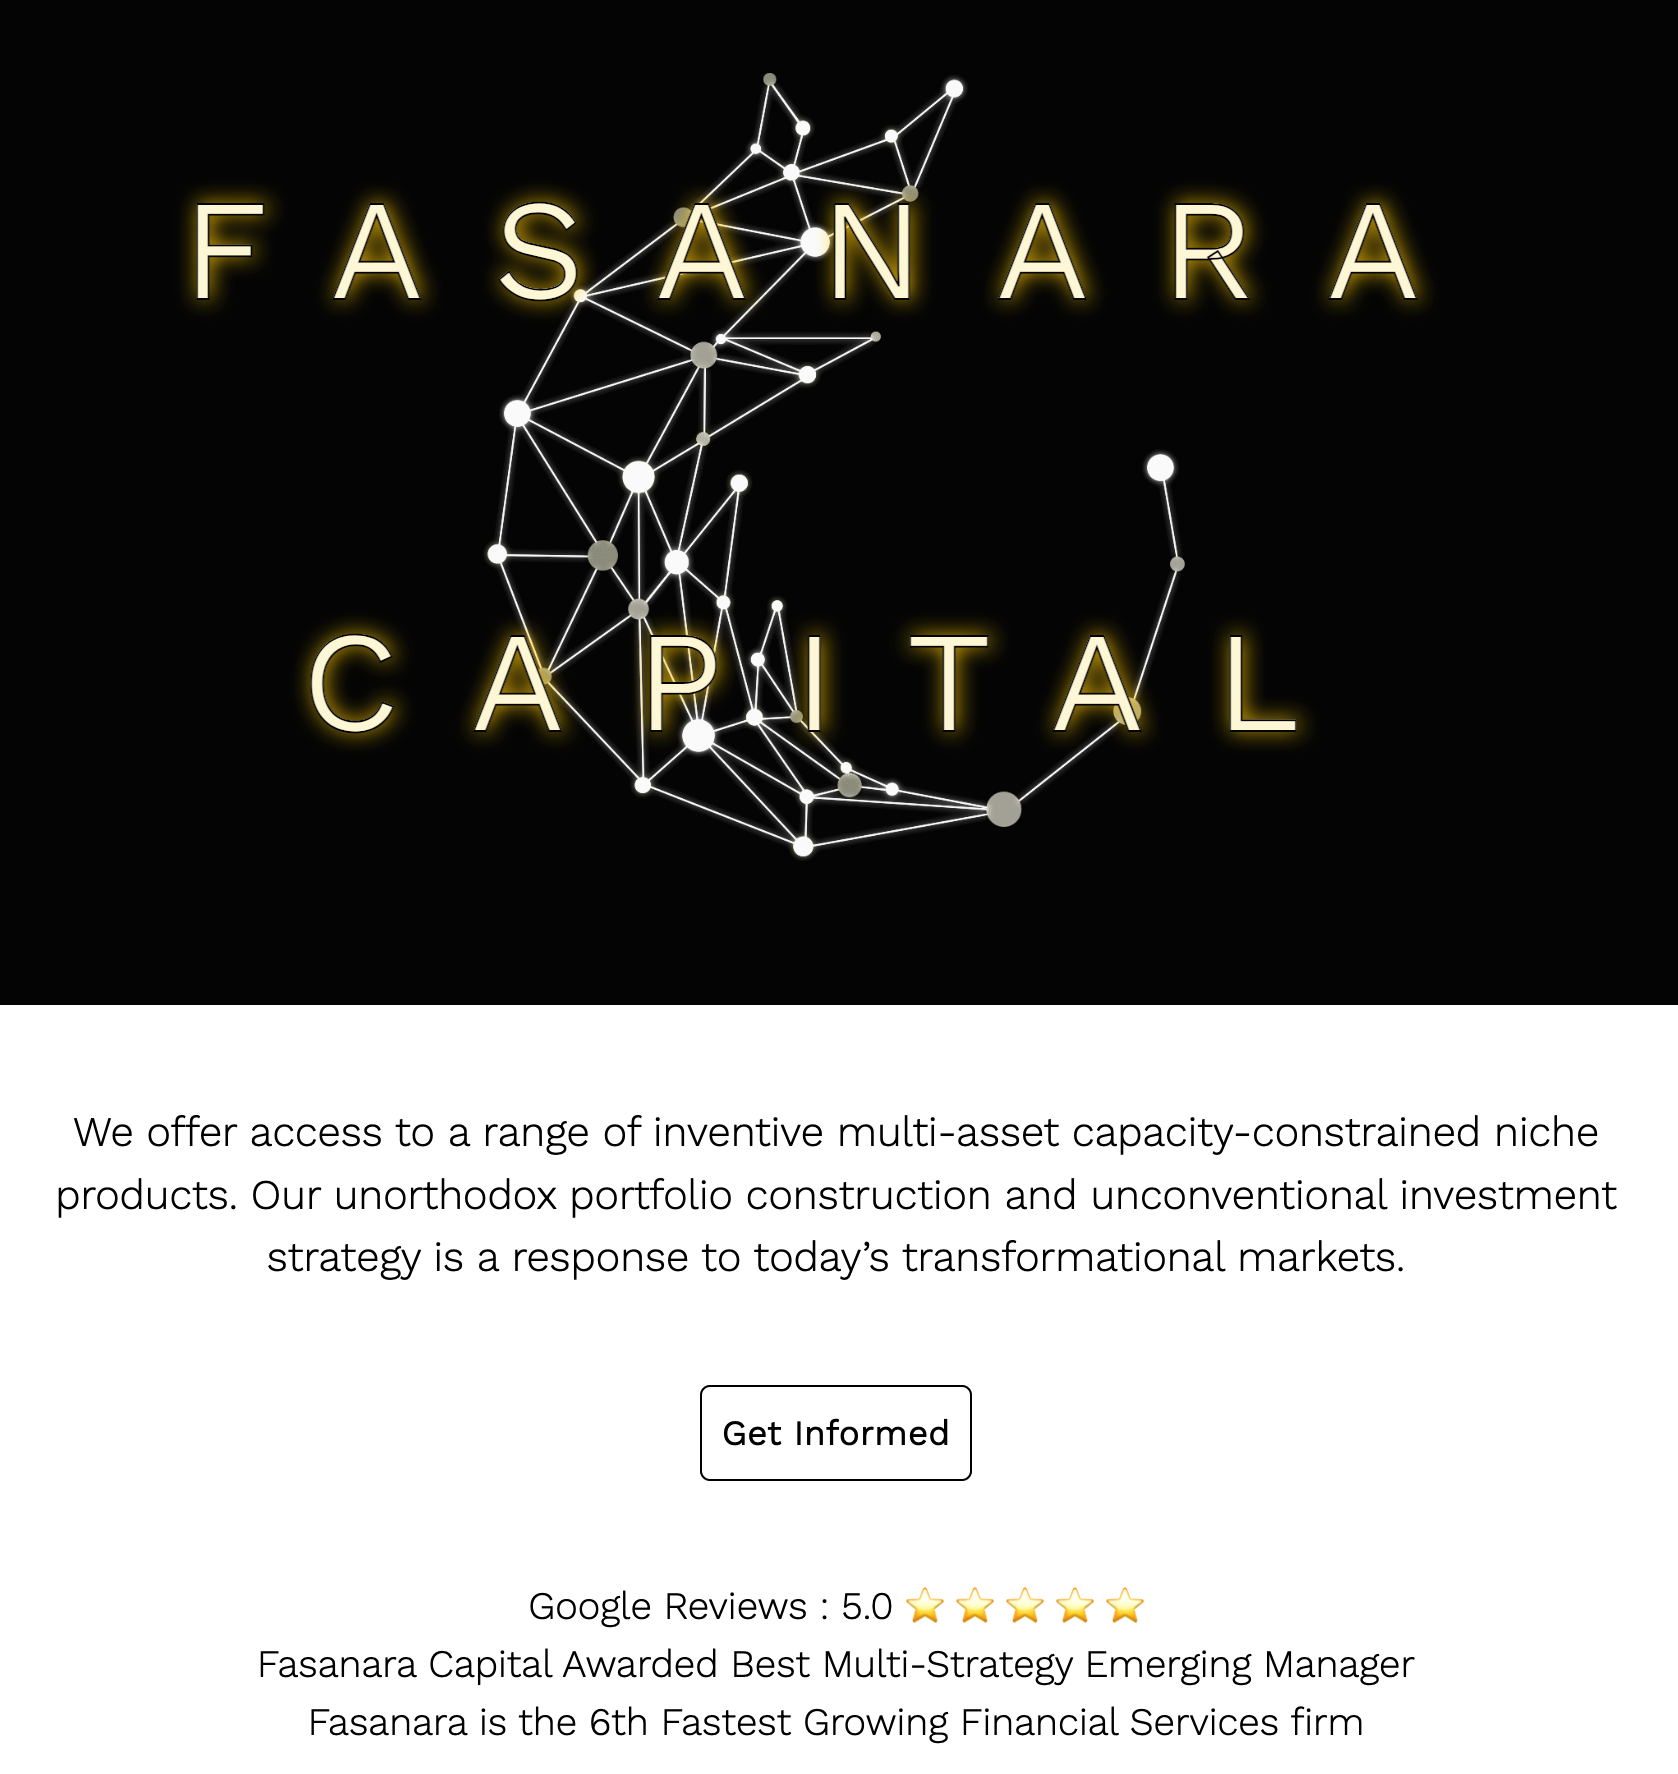 FASANARA
CAPITAL
We offer access to a range of inventive multi-asset capacity-constrained niche
products. Our unorthodox portfolio construction and unconventional investment
strategy is a response to today’s transformational markets.
Get Informed
Google Reviews : 5.0 ⭐⭐⭐⭐⭐
Fasanara Capital Awarded Best Multi-Strategy Emerging Manager
Fasanara is the 6th Fastest Growing Financial Services firm